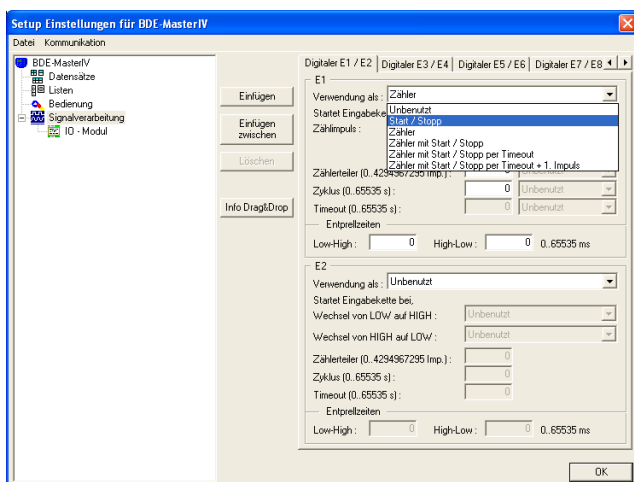 Setup Einstellungen für BDE-MasterIV
Datei Kommunikation
BDE-MasterIV
Datensätze
Listen
Bedienung
Signalverarbeitung
IO - Modul
Einfügen
Einfügen
zwischen
Löschen
Info Drag&Drop
Digitaler E1 / E2 Digitaler E3 / E4 Digitaler E5 / E6 Digitaler E7 / E8
E1
Verwendung als : Zähler
Unbenutzt
Start / Stopp
Zähler
Zähler mit Start / Stopp
Zähler mit Start / Stopp per Timeout
Zähler mit Start / Stopp per Timeout + 1. Impuls
Startet Eingabeke
Zählimpuls :
Zählerteiler (0..4294967295 Imp.) : 0 Unbenutzt
Zyklus (0..65535 s) : 0 Unbenutzt
Timeout (0..65535 s) : 0 Unbenutzt
Entprellzeiten
Low-High : 0 High-Low : 0 0..65535 ms
E2
Verwendung als : Unbenutzt
Startet Eingabekette bei,
Wechsel von LOW auf HIGH : Unbenutzt
Wechsel von HIGH auf LOW : Unbenutzt
Zählerteiler (0..4294967295 Imp.) : 0
Zyklus (0..65535 s) : 0
Timeout (0..65535 s) : 0
Entprellzeiten
Low-High : 0 High-Low : 0 0..65535 ms
OK